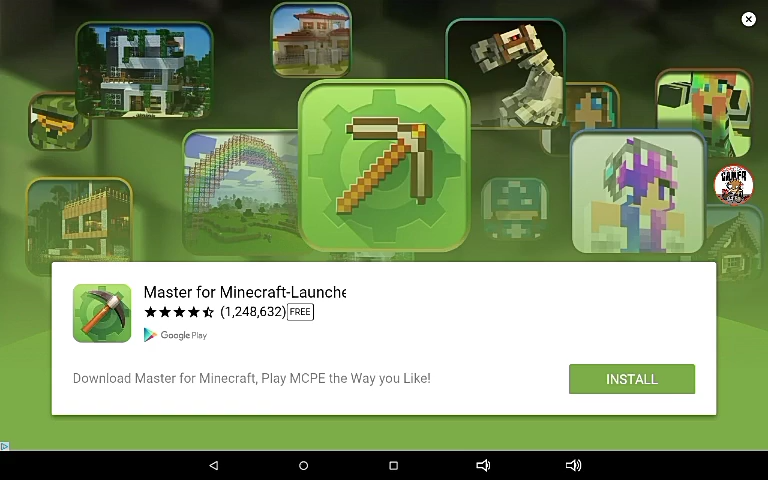 GAMER
Master for Minecraft-Launche
(1,248,632) FREE
Google Play
Download Master for Minecraft, Play MCPE the Way you Like!
INSTALL